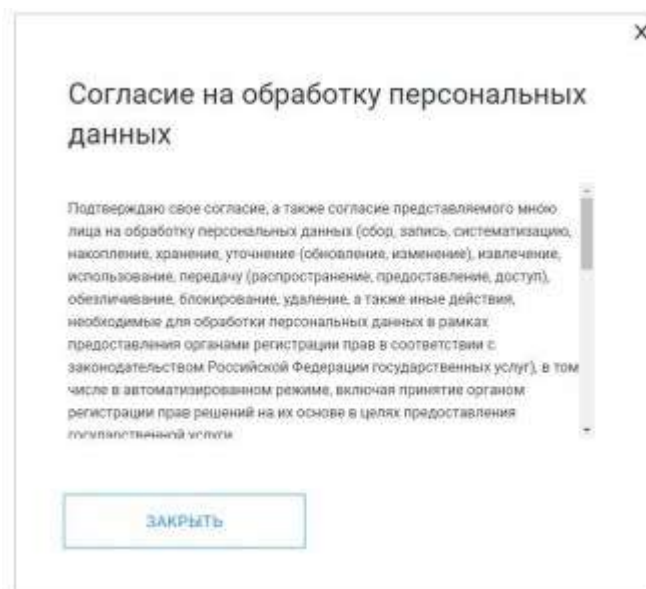 X
Согласие на обработку персональных
данных
Подтверждаю свое согласие, а также согласие представляемого мною
лица на обработку персональных данных (сбор, запись, систематизацию,
накопление, хранение, уточнение (обновление, изменение), извлечение,
использование, передачу (распространение, предоставление, доступ),
обезличивание, блокирование, удаление, а также иные действия,
необходимые для обработки персональных данных в рамках
предоставления органами регистрации прав в соответствии с
законодательством Российской Федерации государственных услуг), в том
числе в автоматизированном режиме, включая принятие органом
регистрации прав решений на их основе в целях предоставления
государственной услуги
ЗАКРЫТЬ